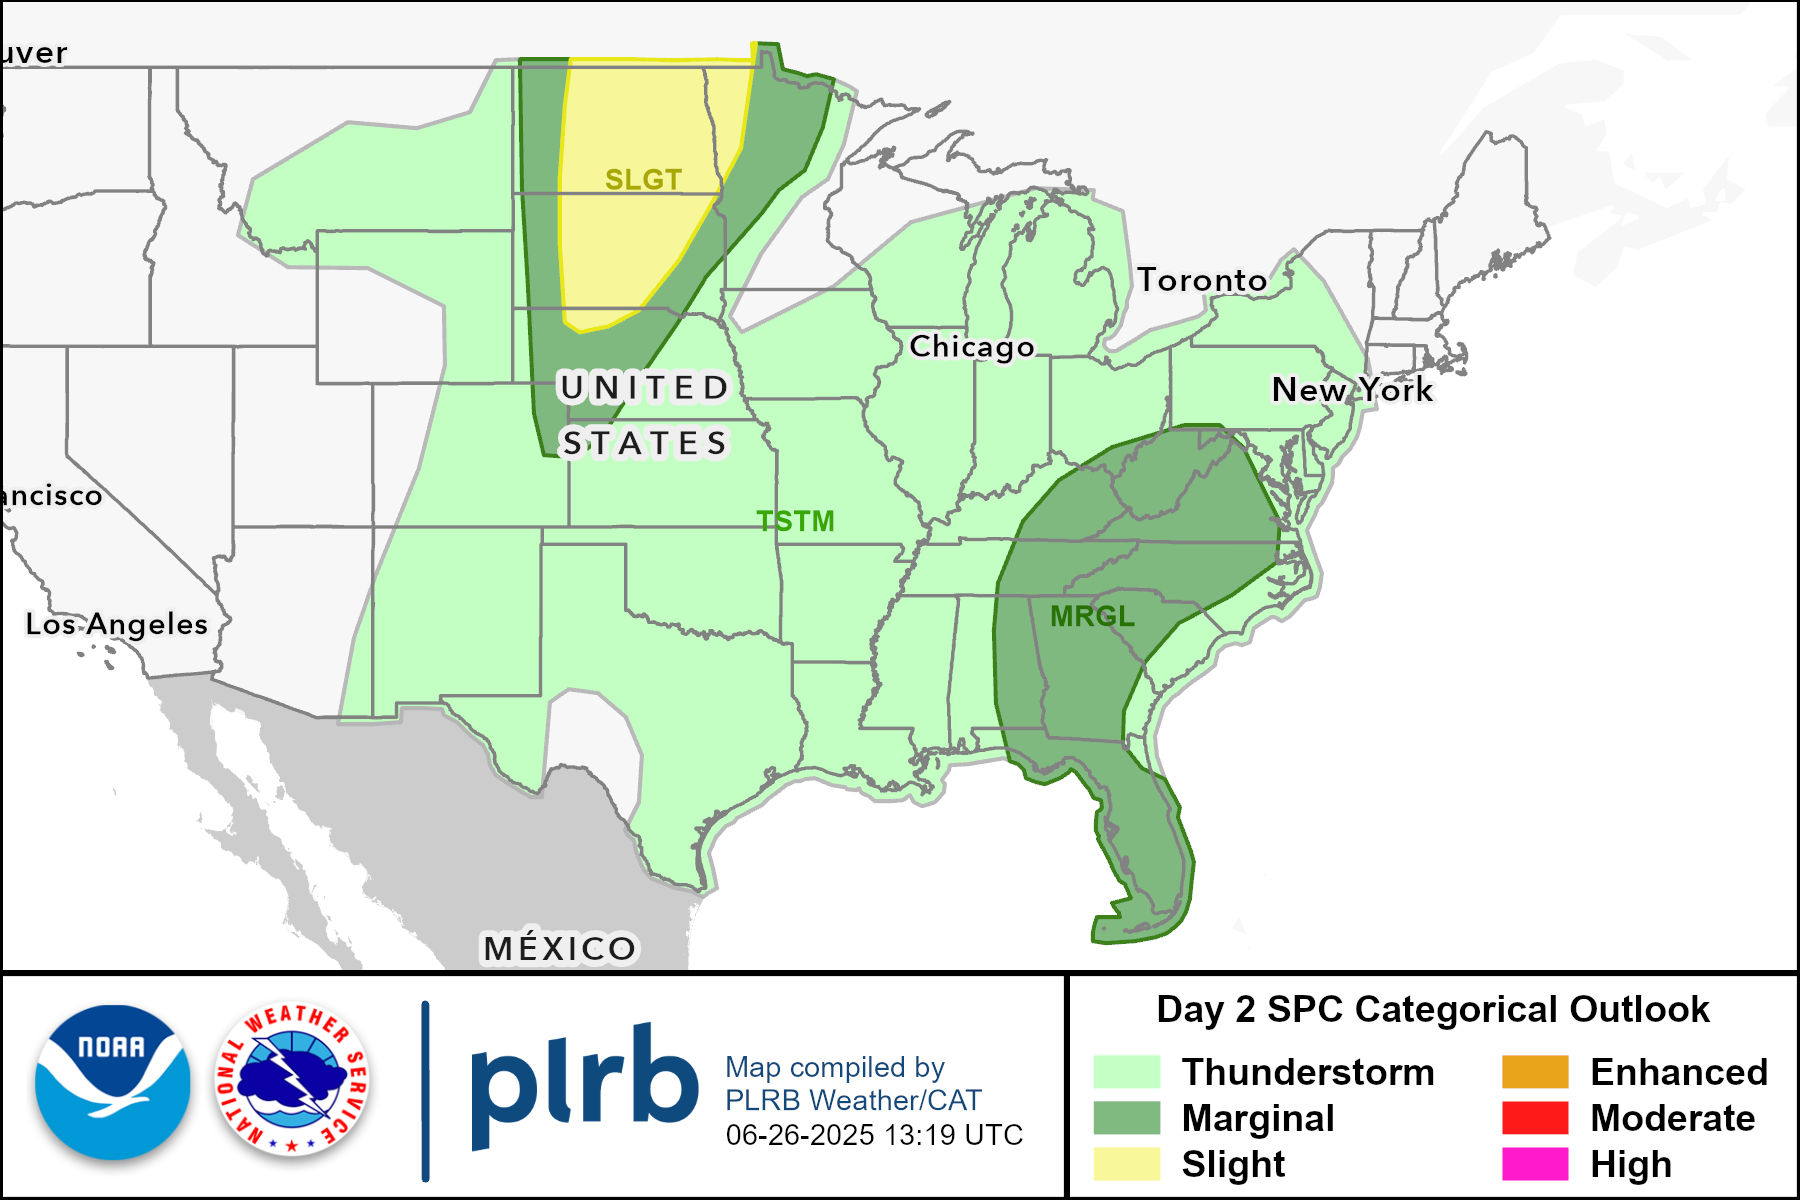 uver
SLGT
Toronto
Chicago
UNITED
STATES
New York
ancisco
TSTM
Los Angeles
MRGL
MÉXICO
NOAA
NATIONAL WEATHER SERVICE
plrb
Map compiled by
PLRB Weather/CAT
06-26-2025 13:19 UTC
Day 2 SPC Categorical Outlook
Thunderstorm
Enhanced
Marginal
Moderate
Slight
High